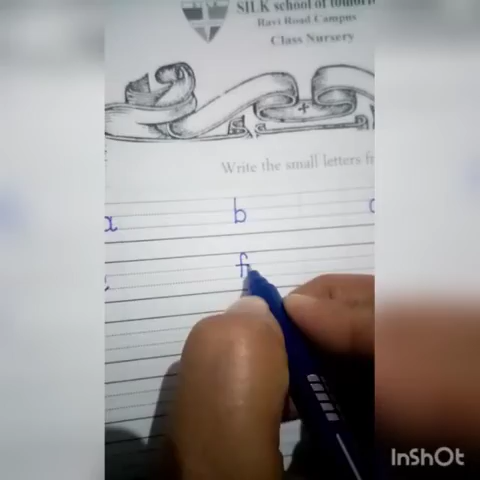 SILK school of
Ravi Road Campus
Class Nursery
Write the small letters
a b
f
InShOt